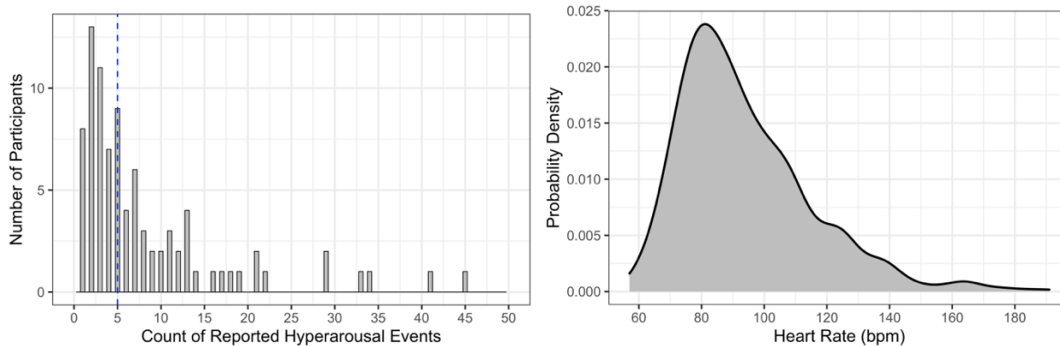 Number of Participants
10
5
0
0 5 10 15 20 25 30 35 40 45 50
Count of Reported Hyperarousal Events
Probability Density
0.025
0.020
0.015
0.010
0.005
0.000
60 80 100 120 140 160 180
Heart Rate (bpm)